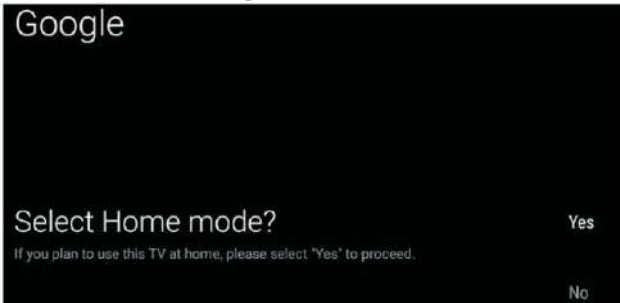 Google
Select Home mode?
Yes
If you plan to use this TV at home, please select "Yes" to proceed.
No